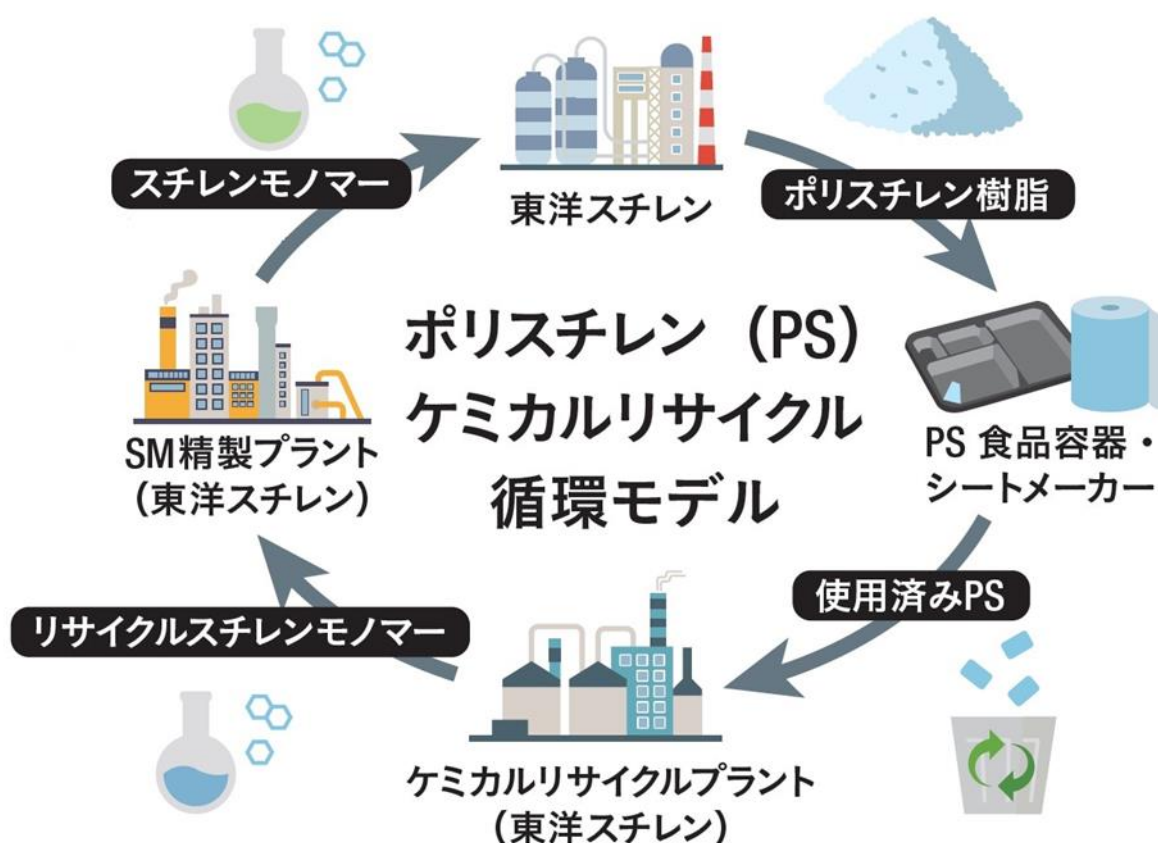 スチレンモノマー
東洋スチレン
ポリスチレン樹脂
ポリスチレン（PS）
ケミカルリサイクル
循環モデル
PS 食品容器・
シートメーカー
使用済みPS
ケミカルリサイクルプラント
（東洋スチレン）
リサイクルスチレンモノマー
SM精製プラント
（東洋スチレン）